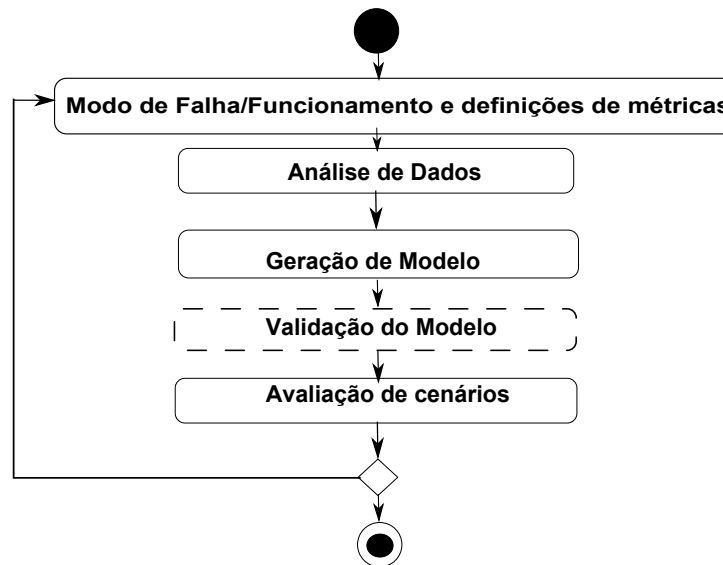 Modo de Falha/Funcionamento e definições de métricas
Análise de Dados
Geração de Modelo
Validação do Modelo
Avaliação de cenários